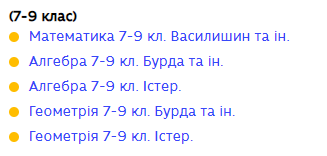 (7-9 клас)
Математика 7-9 кл. Василишин та ін.
Алгебра 7-9 кл. Бурда та ін.
Алгебра 7-9 кл. Істер.
Геометрія 7-9 кл. Бурда та ін.
Геометрія 7-9 кл. Істер.